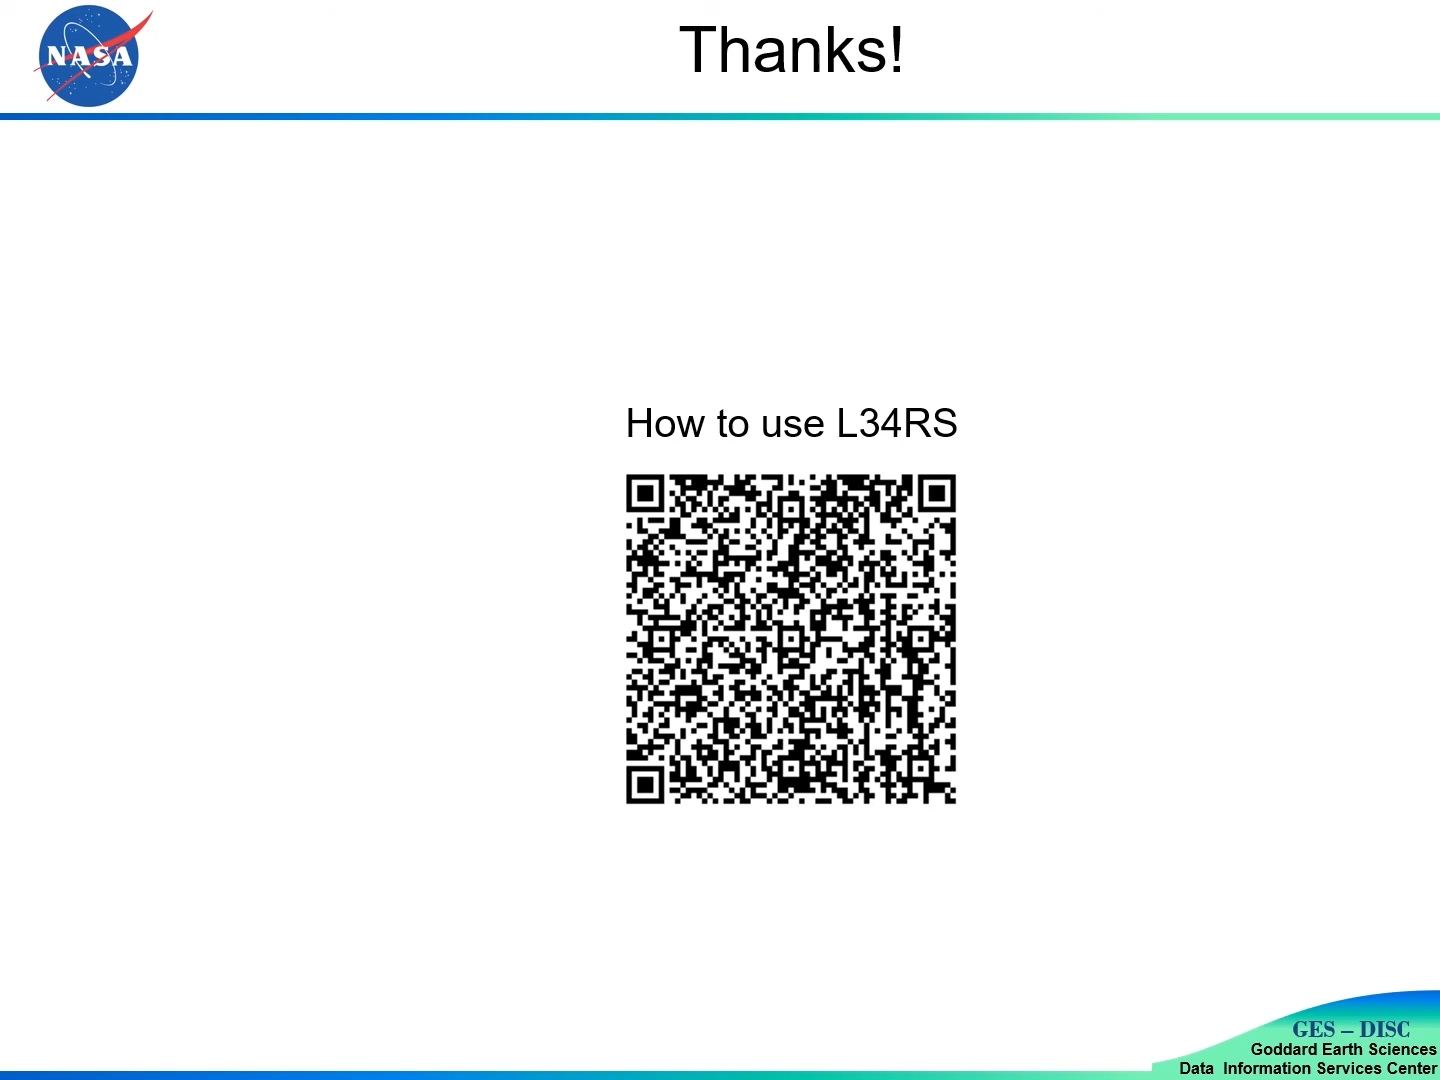 NASA
Thanks!
How to use L34RS
GES – DISC
Goddard Earth Sciences
Data Information Services Center